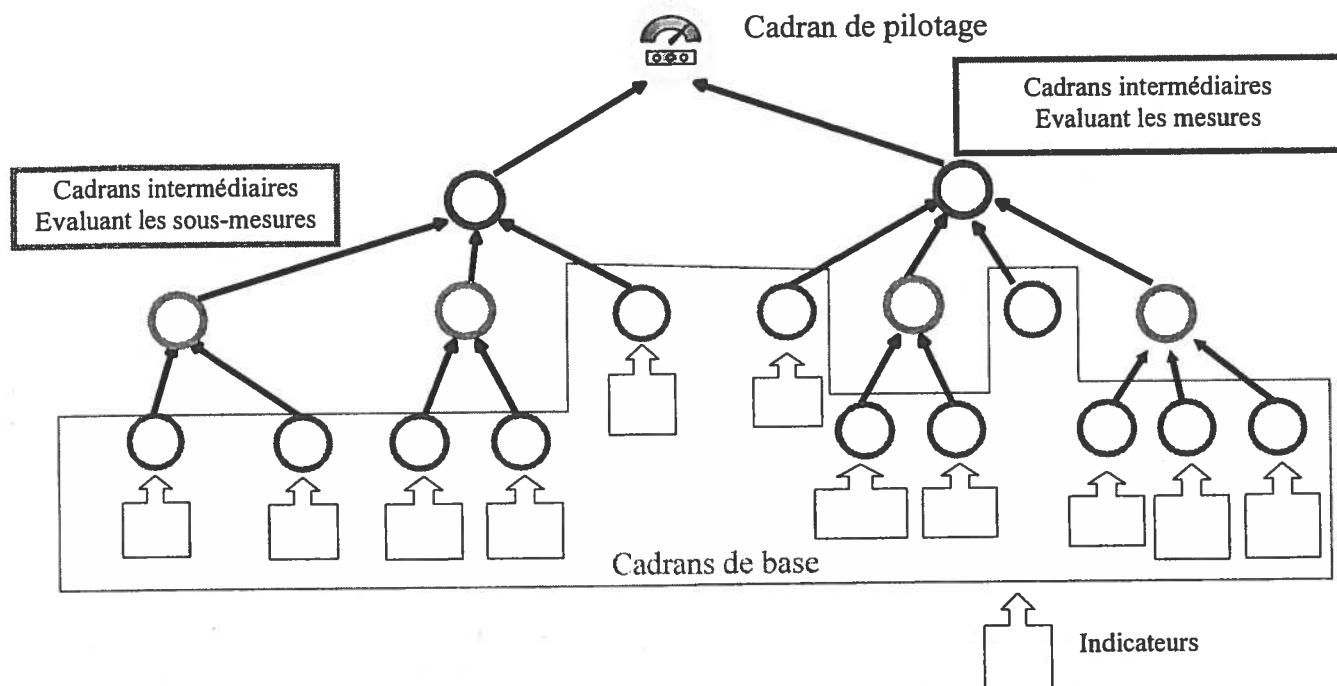 Cadran de pilotage
Cadrans intermédiaires
Evaluant les mesures
Cadrans intermédiaires
Evaluant les sous-mesures
Cadrans de base
Indicateurs